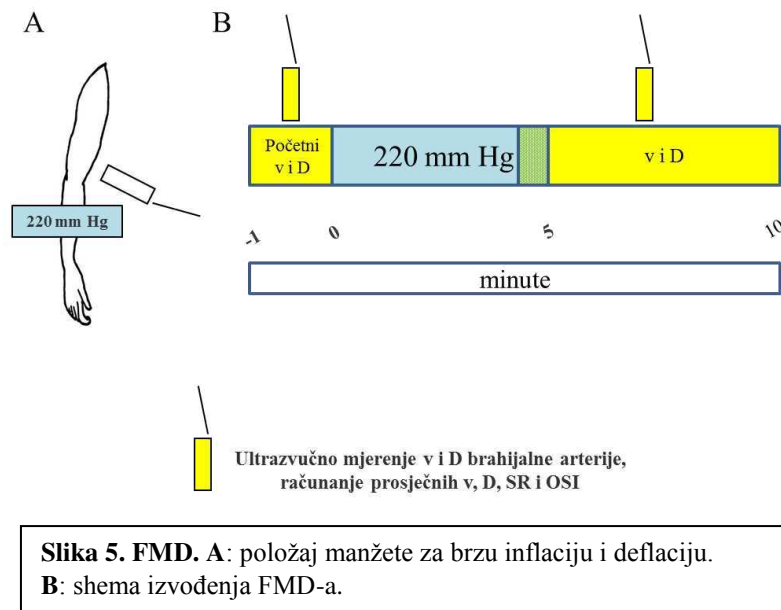 A
B
220 mm Hg
Početni
v i D
220 mm Hg
v i D
-1
0
5
10
minute
Ultrazvučno mjerenje v i D brahijalne arterije,
računanje prosječnih v, D, SR i OSI
Slika 5. FMD. A: položaj manžete za brzu inflaciju i deflaciju.
B: shema izvođenja FMD-a.